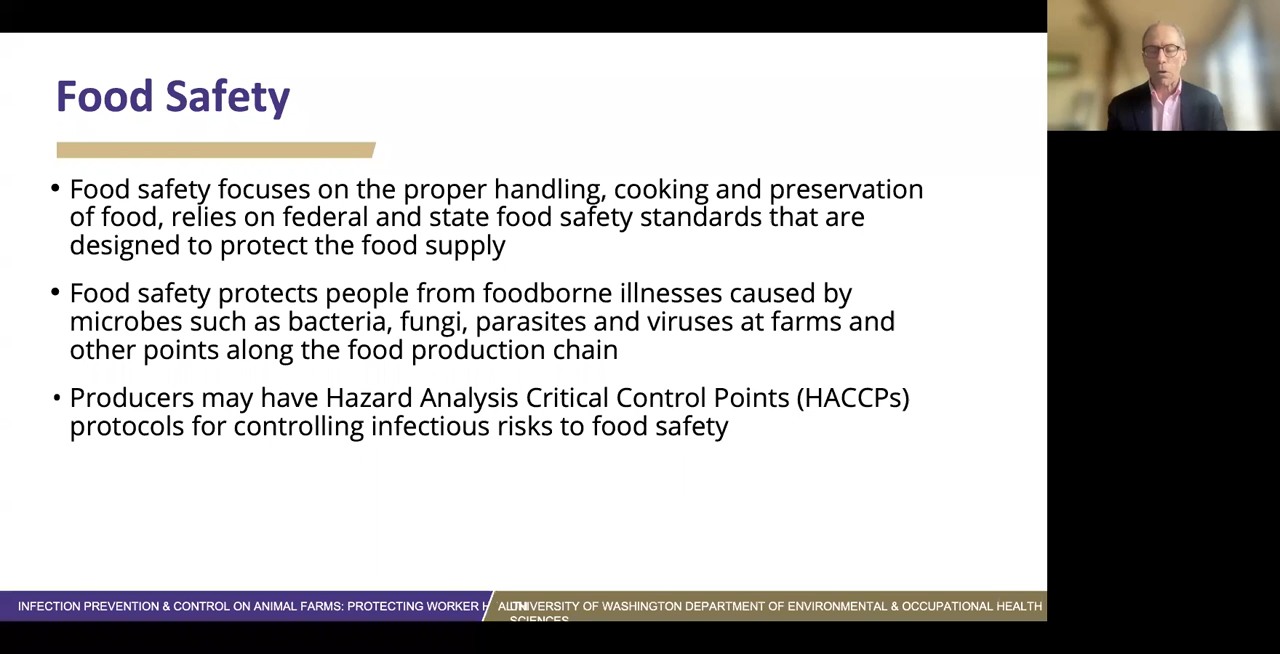 Food Safety
• Food safety focuses on the proper handling, cooking and preservation
of food, relies on federal and state food safety standards that are
designed to protect the food supply
• Food safety protects people from foodborne illnesses caused by
microbes such as bacteria, fungi, parasites and viruses at farms and
other points along the food production chain
• Producers may have Hazard Analysis Critical Control Points (HACCPs)
protocols for controlling infectious risks to food safety
INFECTION PREVENTION & CONTROL ON ANIMAL FARMS: PROTECTING WORKER HEALTH
UNIVERSITY OF WASHINGTON DEPARTMENT OF ENVIRONMENTAL & OCCUPATIONAL HEALTH
SCIENCES